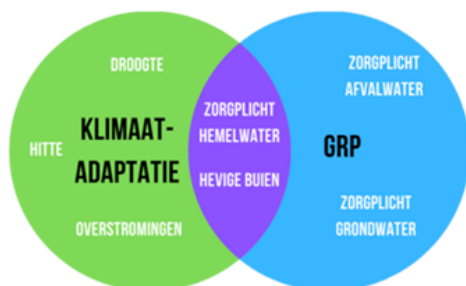 DROOGTE
HITTE
KLIMAAT-
ADAPTATIE
OVERSTROMINGEN
ZORGPLICHT
HEMELWATER
HEVIGE BUIEN
ZORGPLICHT
AFVALWATER
GRP
ZORGPLICHT
GRONDWATER